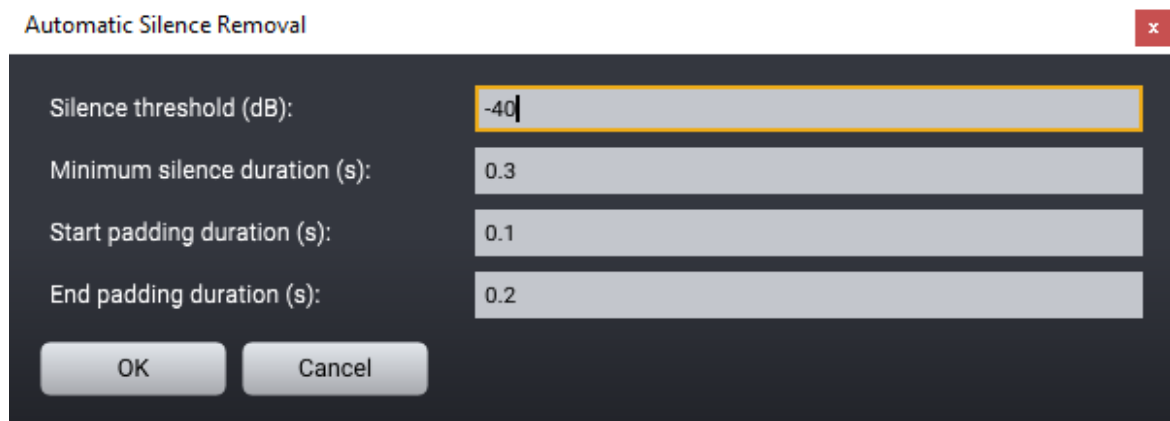 Automatic Silence Removal
x
Silence threshold (dB): -40
Minimum silence duration (s): 0.3
Start padding duration (s): 0.1
End padding duration (s): 0.2
OK Cancel